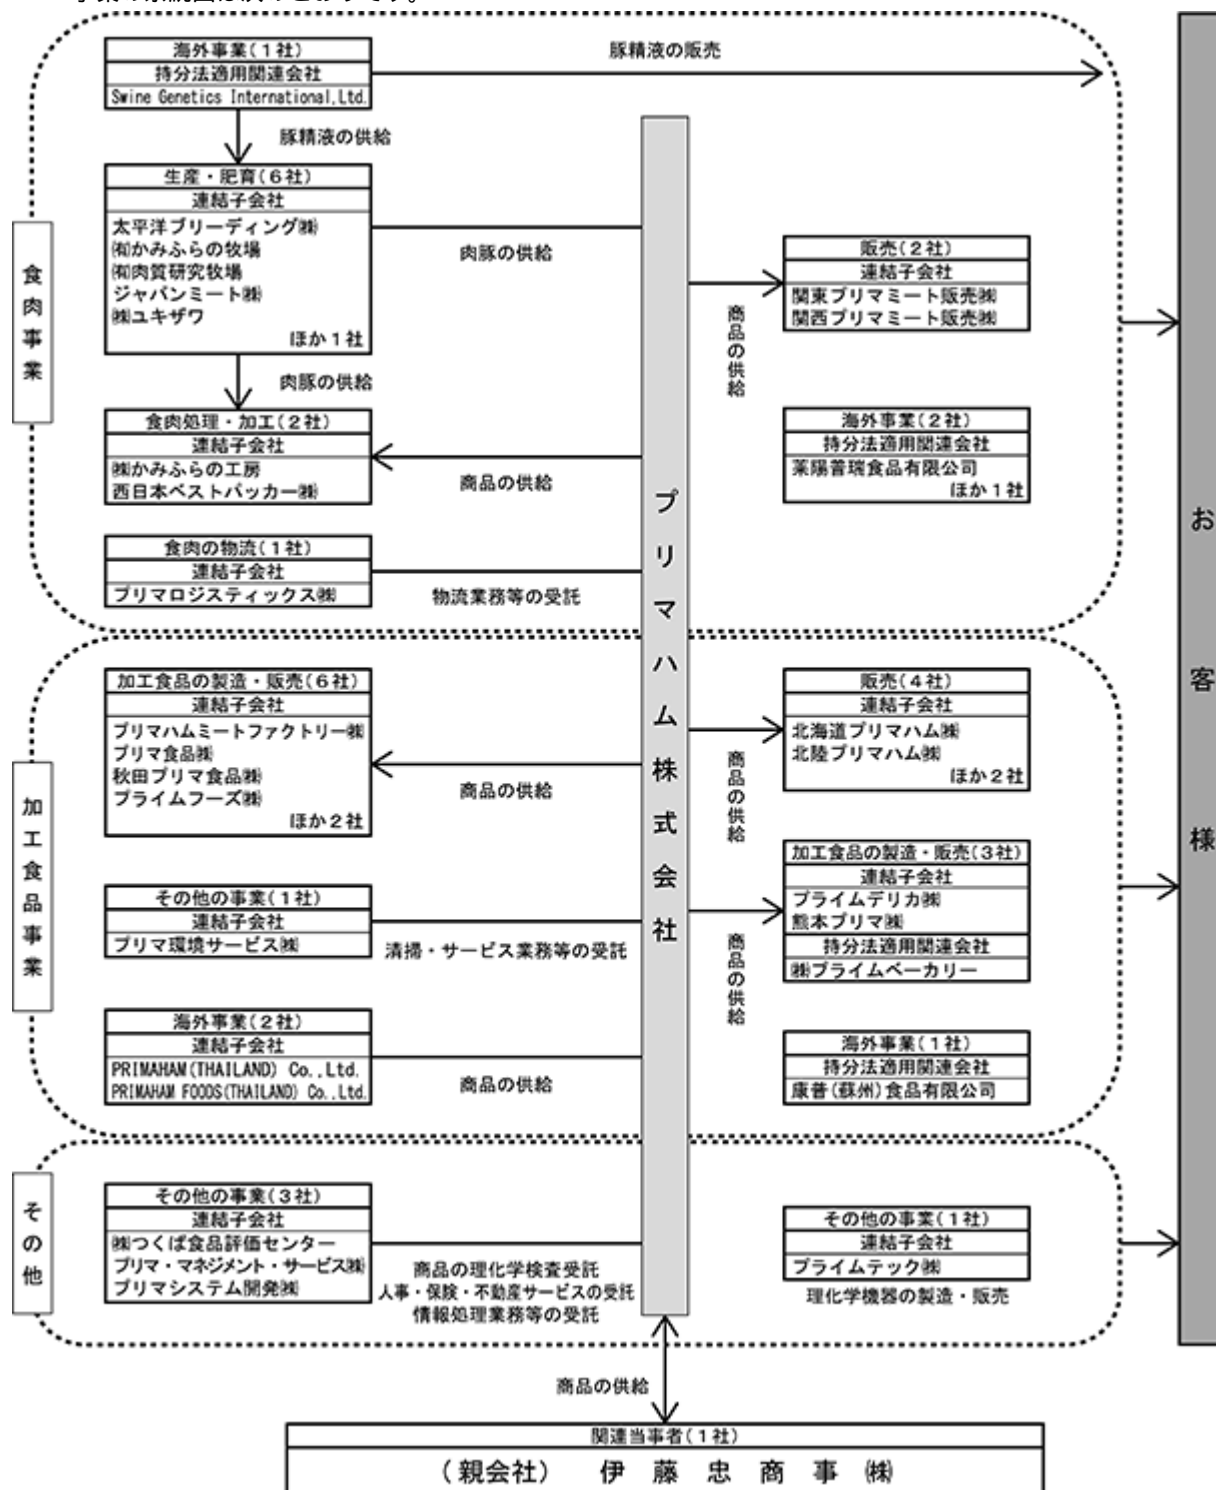 事業の系統図は次のとおりです。
海外事業(1社)
持分法適用関連会社
Swine Genetics International,Ltd.
豚精液の販売
豚精液の供給
生産・肥育(6社)
連結子会社
太平洋ブリーディング㈱
㈲かみふらの牧場
㈲肉質研究牧場
ジャパンミート㈱
㈱ユキザワ
ほか1社
肉豚の供給
肉豚の供給
食肉処理・加工(2社)
連結子会社
㈱かみふらの工房
西日本ベストパッカー㈱
商品の供給
食肉の物流(1社)
連結子会社
プリマロジスティックス㈱
物流業務等の受託
食肉事業
販売(2社)
連結子会社
関東プリマミート販売㈱
関西プリマミート販売㈱
商品の供給
海外事業(2社)
持分法適用関連会社
莱陽普瑞食品有限公司
ほか1社
プリマハム株式会社
お客様
加工食品事業
加工食品の製造・販売(6社)
連結子会社
プリマハムミートファクトリー㈱
プリマ食品㈱
秋田プリマ食品㈱
プライムフーズ㈱
ほか2社
商品の供給
その他の事業(1社)
連結子会社
プリマ環境サービス㈱
清掃・サービス業務等の受託
海外事業(2社)
連結子会社
PRIMAHAM(THAILAND) Co.,Ltd.
PRIMAHAM FOODS(THAILAND) Co.,Ltd.
商品の供給
販売(4社)
連結子会社
北海道プリマハム㈱
北陸プリマハム㈱
ほか2社
商品の供給
加工食品の製造・販売(3社)
連結子会社
プライムデリカ㈱
熊本プリマ㈱
持分法適用関連会社
㈱プライムベーカリー
商品の供給
海外事業(1社)
持分法適用関連会社
康普(蘇州)食品有限公司
その他
その他の事業(3社)
連結子会社
㈱つくば食品評価センター
プリマ・マネジメント・サービス㈱
プリマシステム開発㈱
商品の理化学検査受託
人事・保険・不動産サービスの受託
情報処理業務等の受託
その他の事業(1社)
連結子会社
プライムテック㈱
理化学機器の製造・販売
商品の供給
関連当事者(1社)
(親会社) 伊藤忠商事㈱